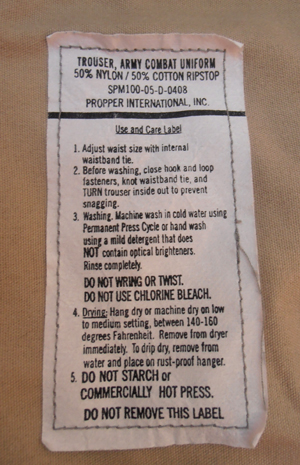 TROUSER, ARMY COMBAT UNIFORM
50% NYLON / 50% COTTON RIPSTOP
SPM100-05-D-0408
PROPPER INTERNATIONAL, INC.
Use and Care Label
1. Adjust waist size with internal
waistband tie.
2. Before washing, close hook and loop
fasteners, knot waistband tie, and
TURN trouser inside out to prevent
snagging.
3. Washing. Machine wash in cold water using
Permanent Press Cycle or hand wash
using a mild detergent that does
NOT contain optical brighteners.
Rinse completely.
DO NOT WRING OR TWIST.
DO NOT USE CHLORINE BLEACH.
4. Drying: Hang dry or machine dry on low
to medium setting, between 140-160
degrees Fahrenheit. Remove from dryer
immediately. To drip dry, remove from
water and place on rust-proof hanger.
5. DO NOT STARCH or
COMMERCIALLY HOT PRESS.
DO NOT REMOVE THIS LABEL